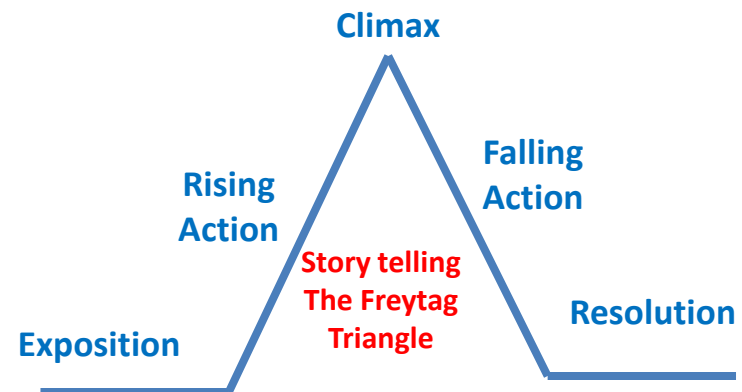 Climax
Rising
Action
Falling
Action
Story telling
The Freytag
Triangle
Exposition
Resolution